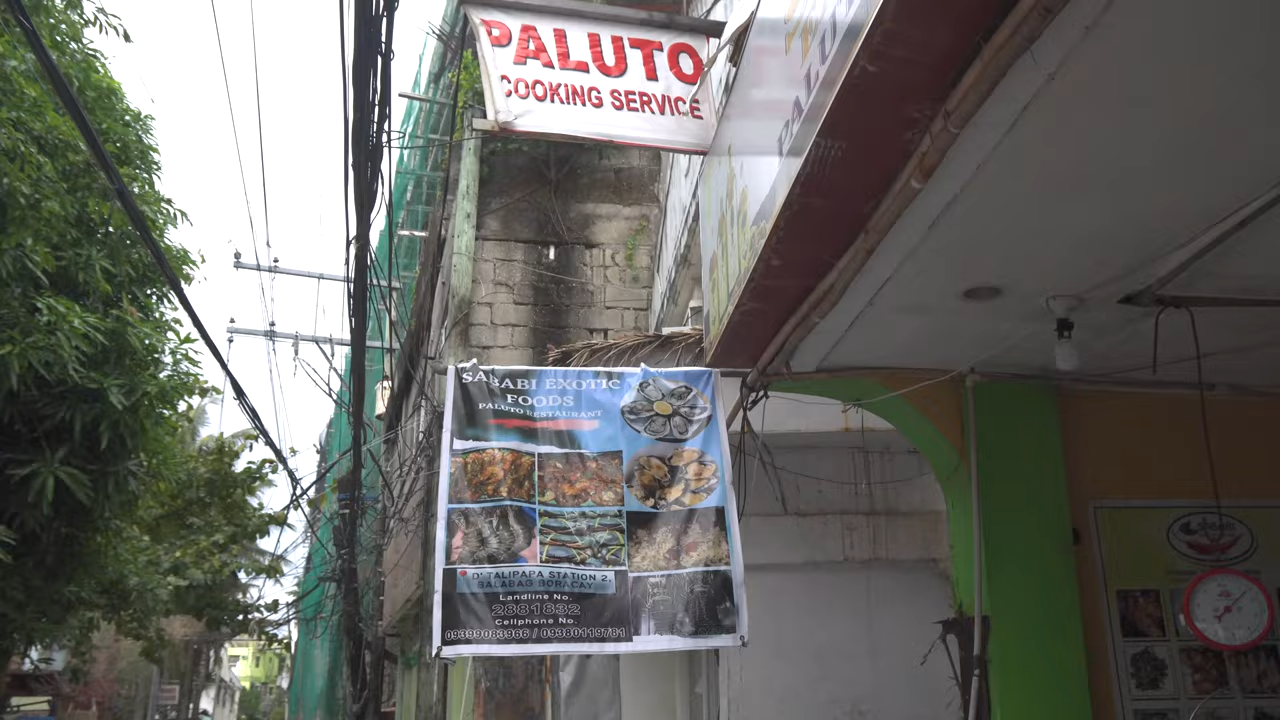 PALUTO
COOKING SERVICE
SABABI EXOTIC
FOODS
PALUTO RESTAURANT
D' TALIPAPA STATION 2,
BALABAG BORACAY
Landline No.
2881832
Cellphone No.
09399083966 / 09380119781